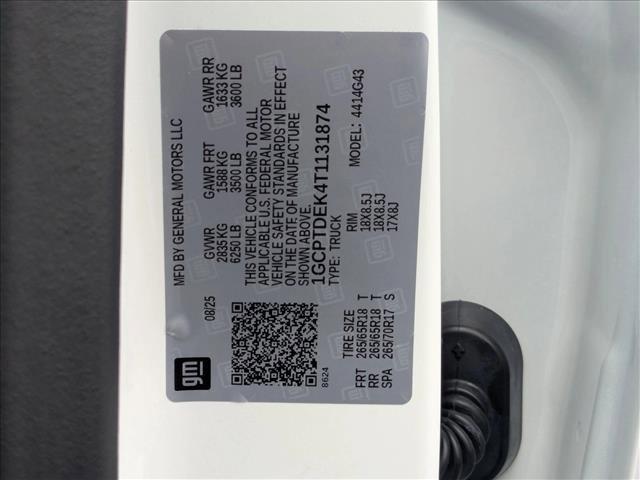 MFD BY GENERAL MOTORS LLC
08/25
GVWR GAWR FRT GAWR RR
2835 KG 1588 KG 1633 KG
6250 LB 3500 LB 3600 LB
THIS VEHICLE CONFORMS TO ALL
APPLICABLE U.S. FEDERAL MOTOR
VEHICLE SAFETY STANDARDS IN EFFECT
ON THE DATE OF MANUFACTURE
SHOWN ABOVE.
1GCPTDEK4T1131874
TYPE: TRUCK MODEL: 4414G43
TIRE SIZE RIM
FRT 265/65R18 T 18X8.5J
RR 265/65R18 T 18X8.5J
SPA 265/70R17 S 17X8J
gm
8624